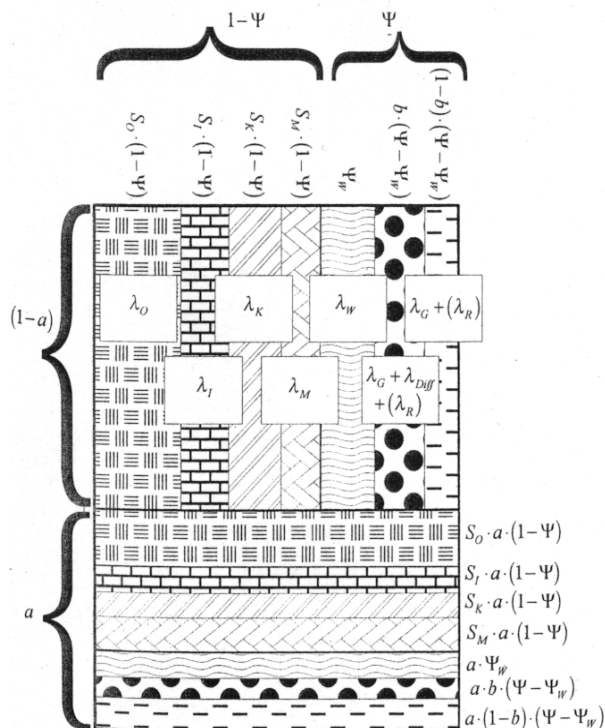 1−Ψ
Ψ
S_O·(1−Ψ)
S_I·(1−Ψ)
S_K·(1−Ψ)
S_M·(1−Ψ)
Ψ_W
b·(Ψ−Ψ_W)
(1−b)·(Ψ−Ψ_W)
(1−a)
λ_O
λ_K
λ_W
λ_G+(λ_R)
λ_I
λ_M
λ_G+λ_Diff
+(λ_R)
a
S_O·a·(1−Ψ)
S_I·a·(1−Ψ)
S_K·a·(1−Ψ)
S_M·a·(1−Ψ)
a·Ψ_W
a·b·(Ψ−Ψ_W)
a·(1−b)·(Ψ−Ψ_W)